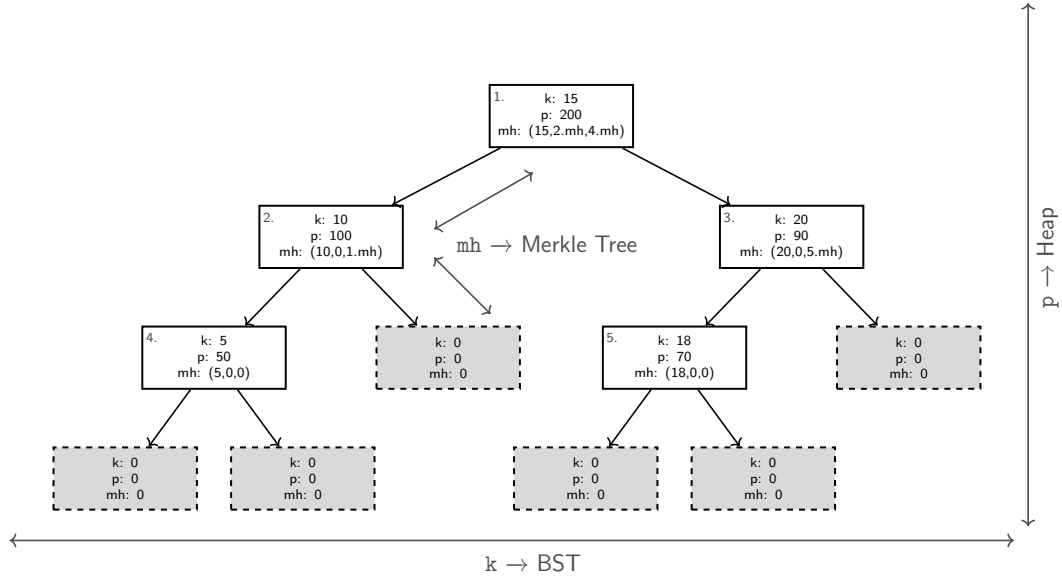 1.
k: 15
p: 200
mh: (15,2.mh,4.mh)
2.
k: 10
p: 100
mh: (10,0,1.mh)
mh → Merkle Tree
3.
k: 20
p: 90
mh: (20,0,5.mh)
p → Heap
4.
k: 5
p: 50
mh: (5,0,0)
k: 0
p: 0
mh: 0
5.
k: 18
p: 70
mh: (18,0,0)
k: 0
p: 0
mh: 0
k: 0
p: 0
mh: 0
k: 0
p: 0
mh: 0
k: 0
p: 0
mh: 0
k: 0
p: 0
mh: 0
k → BST